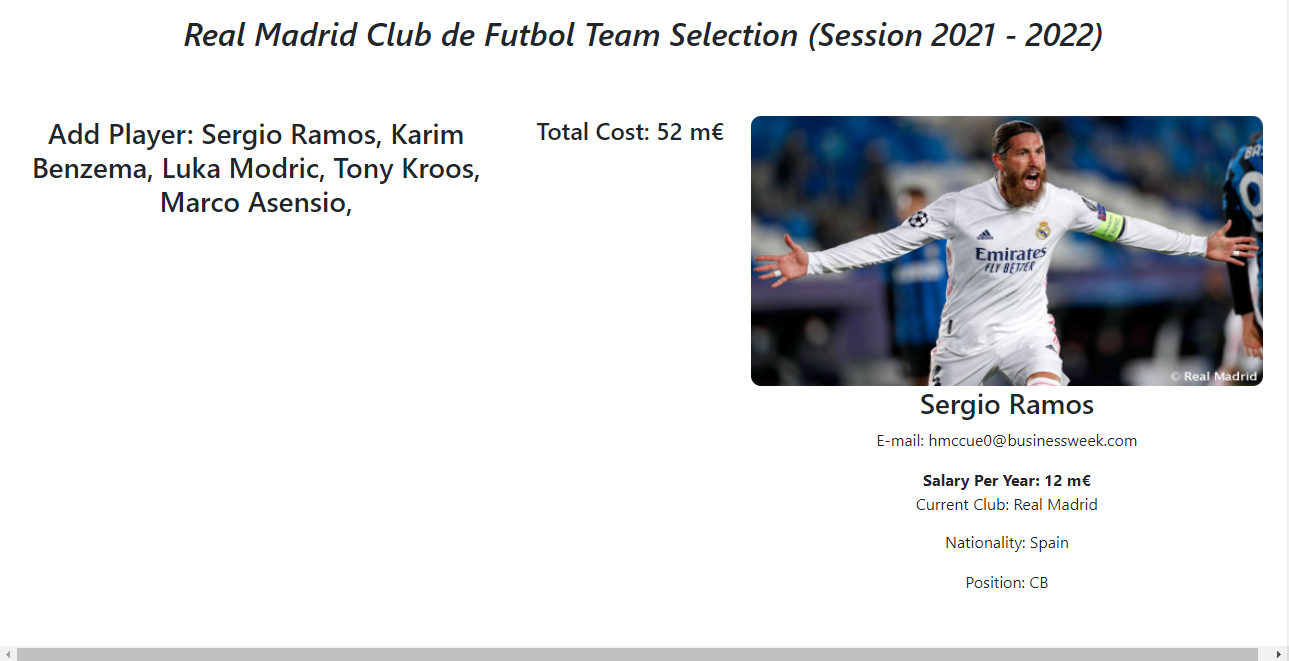 Real Madrid Club de Futbol Team Selection (Session 2021 - 2022)
Add Player: Sergio Ramos, Karim
Benzema, Luka Modric, Tony Kroos,
Marco Asensio,
Total Cost: 52 m€
Emirates
FLY BETTER
© Real Madrid
Sergio Ramos
E-mail: hmccue0@businessweek.com
Salary Per Year: 12 m€
Current Club: Real Madrid
Nationality: Spain
Position: CB